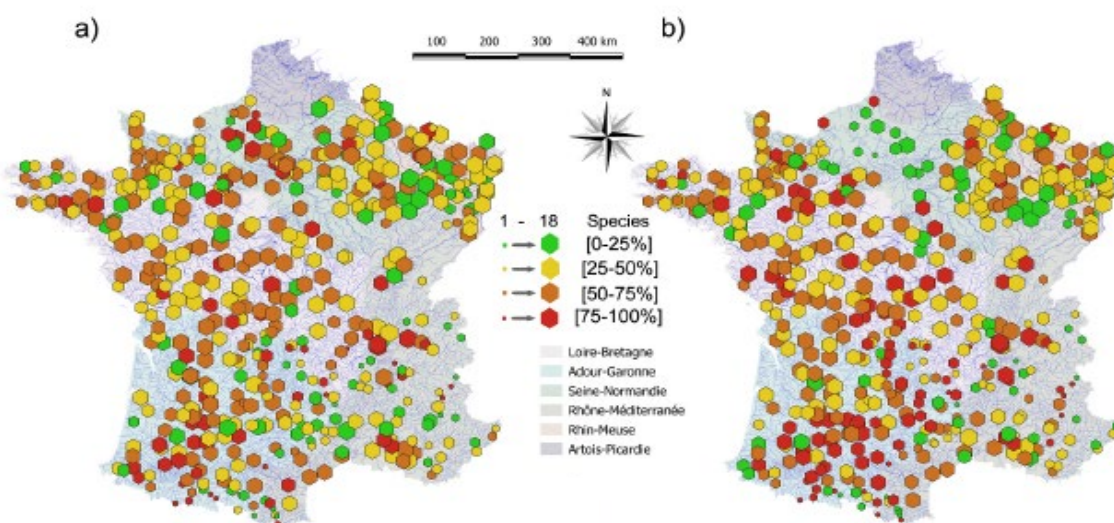 a)
b)
100 200 300 400 km
N
1 - 18 Species
[0-25%]
[25-50%]
[50-75%]
[75-100%]
Loire-Bretagne
Adour-Garonne
Seine-Normandie
Rhône-Méditerranée
Rhin-Meuse
Artois-Picardie